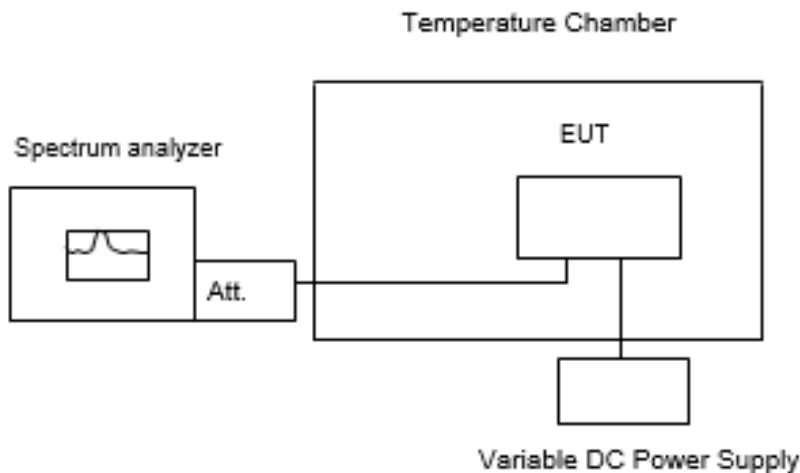 Temperature Chamber
EUT
Spectrum analyzer
Att.
Variable DC Power Supply